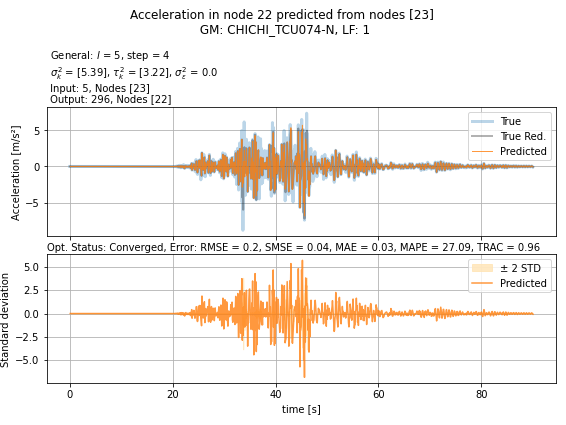 Acceleration in node 22 predicted from nodes [23]
GM: CHICHI_TCU074-N, LF: 1
General: l = 5, step = 4
σ²ₖ = [5.39], τ²ₖ = [3.22], σ²ₑ = 0.0
Input: 5, Nodes [23]
Output: 296, Nodes [22]
Acceleration [m/s²]
5
0
−5
True
True Red.
Predicted
Opt. Status: Converged, Error: RMSE = 0.2, SMSE = 0.04, MAE = 0.03, MAPE = 27.09, TRAC = 0.96
Standard deviation
5.0
2.5
0.0
−2.5
−5.0
± 2 STD
Predicted
0 20 40 60 80
time [s]